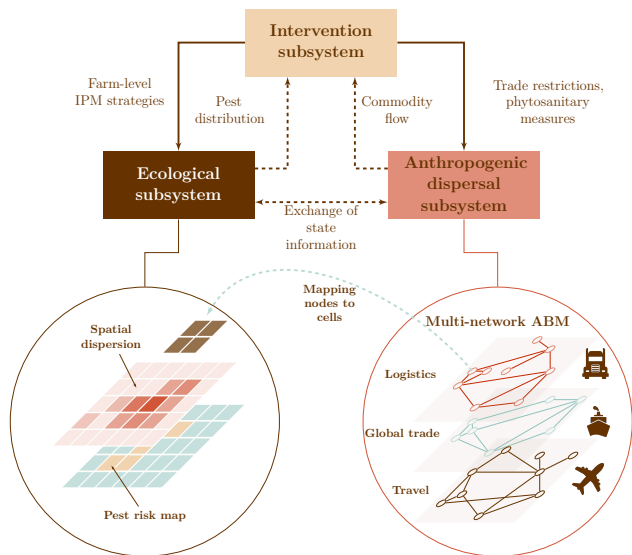 Intervention
subsystem
Farm-level
IPM strategies
Pest
distribution
Commodity
flow
Trade restrictions,
phytosanitary
measures
Ecological
subsystem
Anthropogenic
dispersal
subsystem
Exchange of
state
information
Mapping
nodes to
cells
Spatial
dispersion
Pest risk map
Multi-network ABM
Logistics
Global trade
Travel